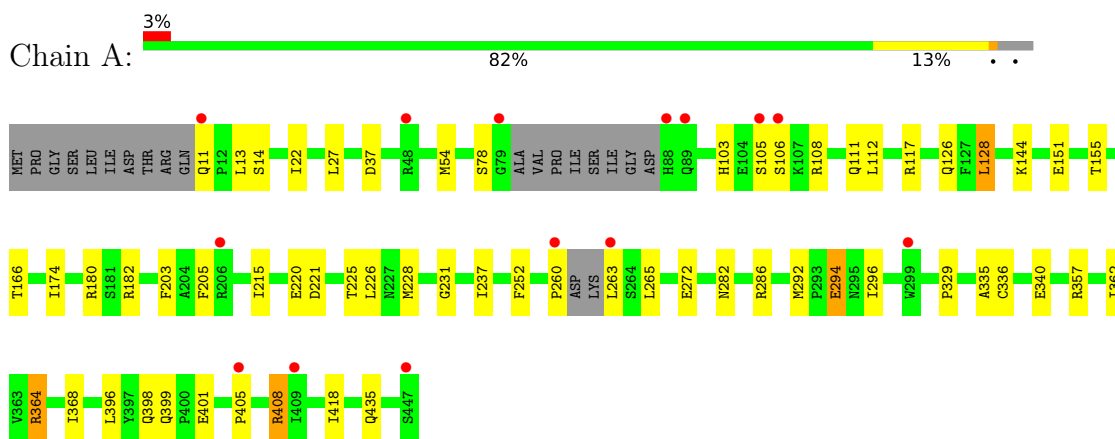 3%
Chain A:
82% 13% • •
MET PRO GLY SER LEU ILE ASP THR ARG GLN Q11 P12 L13 S14 I22 L27 D37 R48 M54 S78 G79 ALA VAL PRO ILE SER ILE GLY ASP H88 Q89 H103 E104 S105 S106 K107 R108 Q111 L112 R117 Q126 F127 L128 K144 E151 T155
T166 I174 R180 S181 R182 F203 A204 F205 R206 I215 E220 D221 T225 L226 N227 M228 G231 I237 F252 P260 ASP LYS L263 S264 L265 E272 N282 R286 M292 P293 E294 N295 I296 W299 P329 A335 C336 E340 R357 I362
V363 R364 I368 L396 Y397 Q398 Q399 P400 E401 P405 R408 I409 I418 Q435 S447